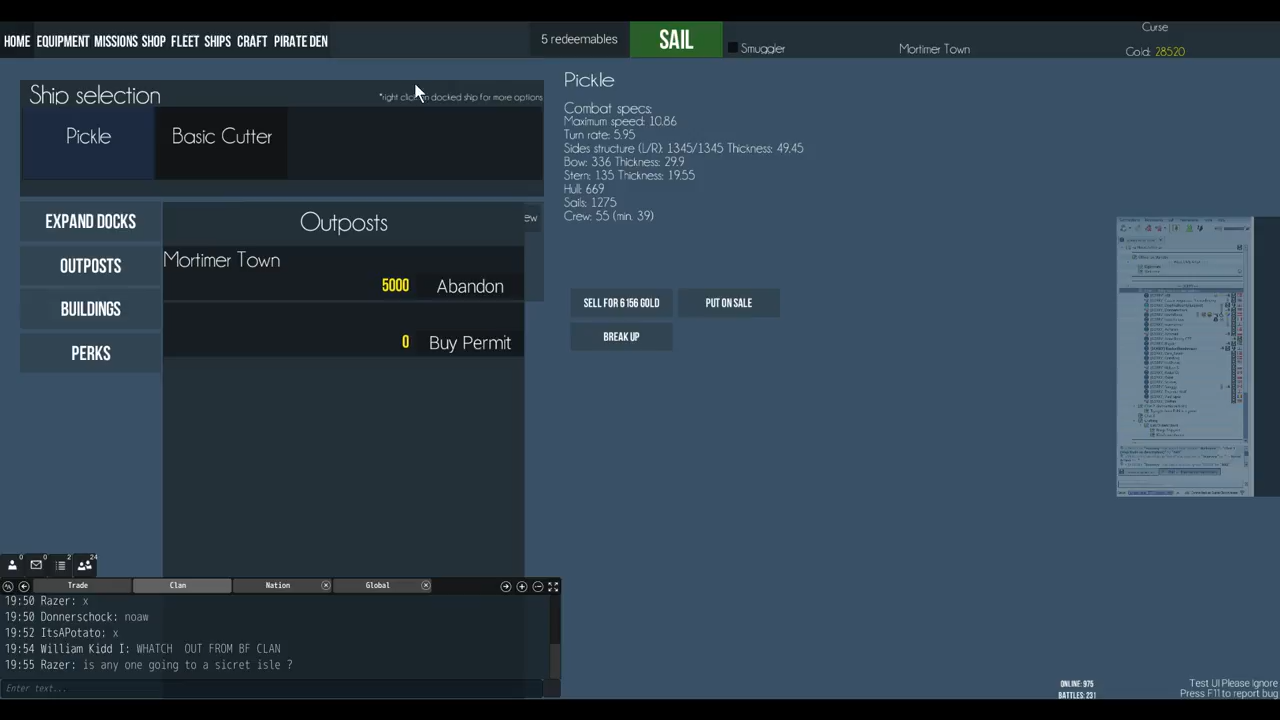 HOME EQUIPMENT MISSIONS SHOP FLEET SHIPS CRAFT PIRATE DEN
5 redeemables
SAIL
Smuggler
Mortimer Town
Curse
Gold: 28520
Ship selection
*right click on docked ship for more options
Pickle
Basic Cutter
EXPAND DOCKS
OUTPOSTS
BUILDINGS
PERKS
Outposts
ew
Mortimer Town
5000 Abandon
0 Buy Permit
Pickle
Combat specs:
Maximum speed: 10.86
Turn rate: 5.95
Sides structure (L/R): 1345/1345 Thickness: 49.45
Bow: 336 Thickness: 29.9
Stern: 135 Thickness: 19.55
Hull: 669
Sails: 1275
Crew: 55 (min. 39)
SELL FOR 6 156 GOLD
PUT ON SALE
BREAK UP
0 0 2 24
Trade Clan Nation Global
19:50 Razer: x
19:50 Donnerschock: noaw
19:52 ItsAPotato: x
19:54 William Kidd I: WHATCH OUT FROM BF CLAN
19:55 Razer: is any one going to a sicret isle ?
Enter text...
ONLINE: 975
BATTLES: 231
Test UI Please Ignore
Press F11 to report bug